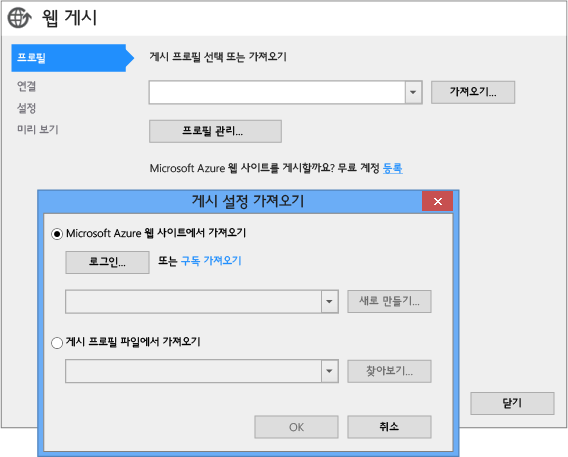 웹 게시
프로필
게시 프로필 선택 또는 가져오기
연결
가져오기...
설정
미리 보기
프로필 관리...
Microsoft Azure 웹 사이트를 게시할까요? 무료 계정 등록
게시 설정 가져오기
Microsoft Azure 웹 사이트에서 가져오기
로그인... 또는 구독 가져오기
새로 만들기...
게시 프로필 파일에서 가져오기
찾아보기...
닫기
OK 취소